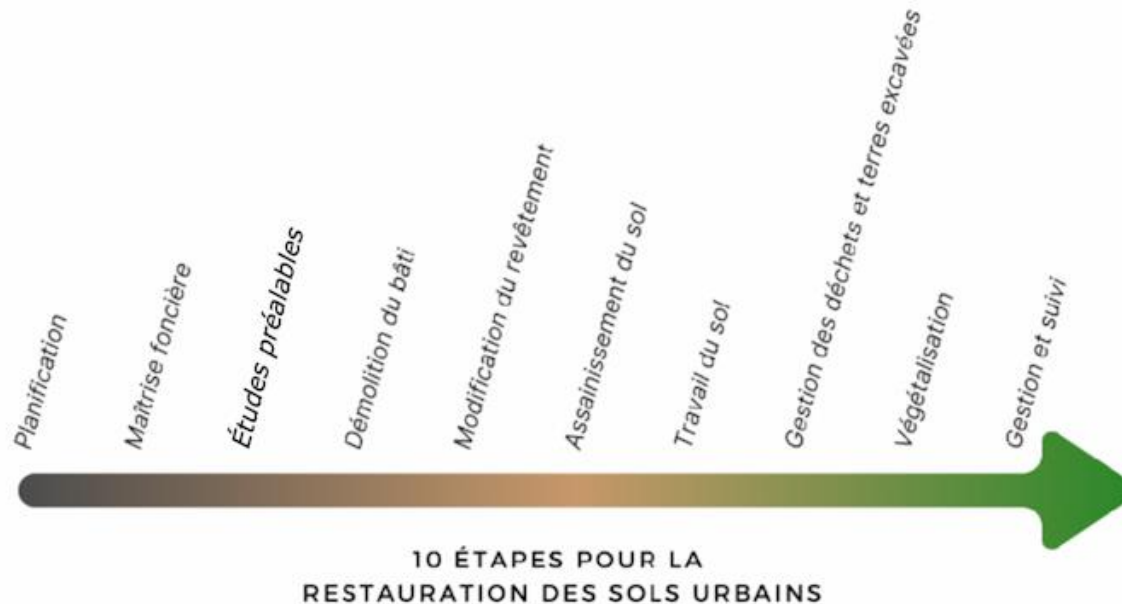 Planification
Maîtrise foncière
Études préalables
Démolition du bâti
Modification du revêtement
Assainissement du sol
Travail du sol
Gestion des déchets et terres excavées
Végétalisation
Gestion et suivi
10 ÉTAPES POUR LA
RESTAURATION DES SOLS URBAINS